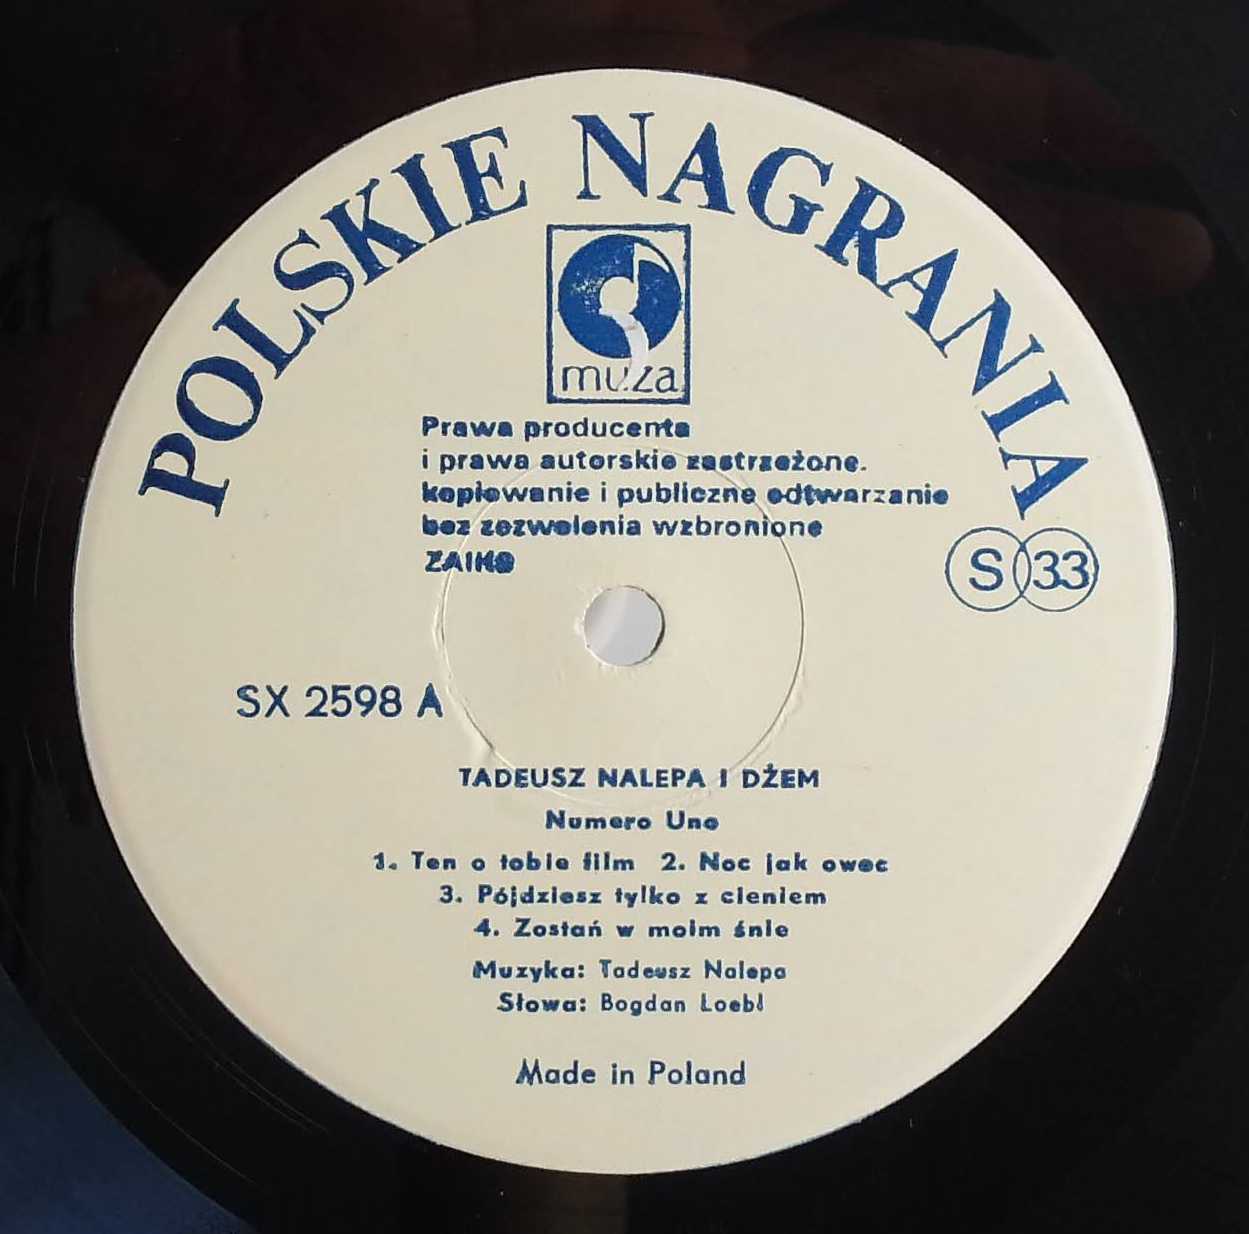 POLSKIE NAGRANIA
muza
Prawa producenta
i prawa autorskie zastrzeżone.
kopiowanie i publiczne odtwarzanie
bez zezwolenia wzbronione
ZAIKS
S 33
SX 2598 A
TADEUSZ NALEPA I DŻEM
Numero Uno
1. Ten o tobie film 2. Noc jak owoc
3. Pójdziesz tylko z cieniem
4. Zostań w moim śnie
Muzyka: Tadeusz Nalepa
Słowa: Bogdan Loebl
Made in Poland